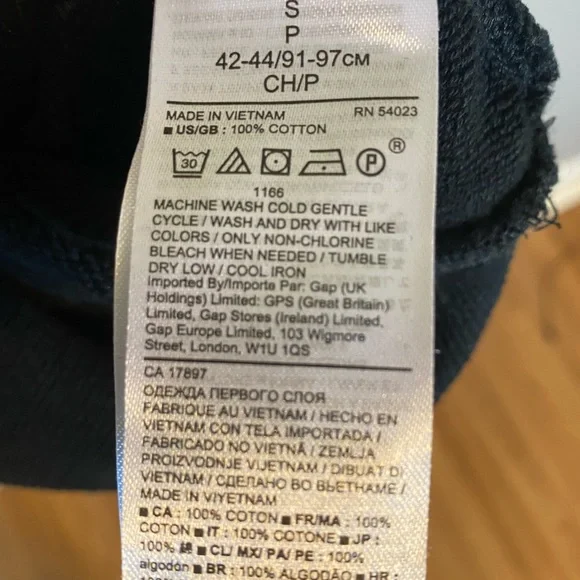 S
P
42-44/91-97CM
CH/P
MADE IN VIETNAM RN 54023
■ US/GB : 100% COTTON
30 P ®
1166
MACHINE WASH COLD GENTLE
CYCLE / WASH AND DRY WITH LIKE
COLORS / ONLY NON-CHLORINE
BLEACH WHEN NEEDED / TUMBLE
DRY LOW / COOL IRON
Imported By/Importe Par: Gap (UK
Holdings) Limited: GPS (Great Britain)
Limited, Gap Stores (Ireland) Limited,
Gap Europe Limited, 103 Wigmore
Street, London, W1U 1QS
CA 17897
ОДЕЖДА ПЕРВОГО СЛОЯ
FABRIQUE AU VIETNAM / HECHO EN
VIETNAM CON TELA IMPORTADA /
FABRICADO NO VIETNÃ / ZEMLJA
PROIZVODNJE VIJETNAM / DIBUAT DI
VIETNAM / СДЕЛАНО ВО ВЬЕТНАМЕ /
MADE IN VIYETNAM
■ CA : 100% COTON ■ FR/MA : 100%
COTON ■ IT : 100% COTONE ■ JP :
100% 綿 ■ CL/ MX/ PA/ PE : 100%
algodón ■ BR : 100% ALGODÃO ■ HR :